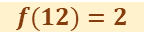 f(12) = 2